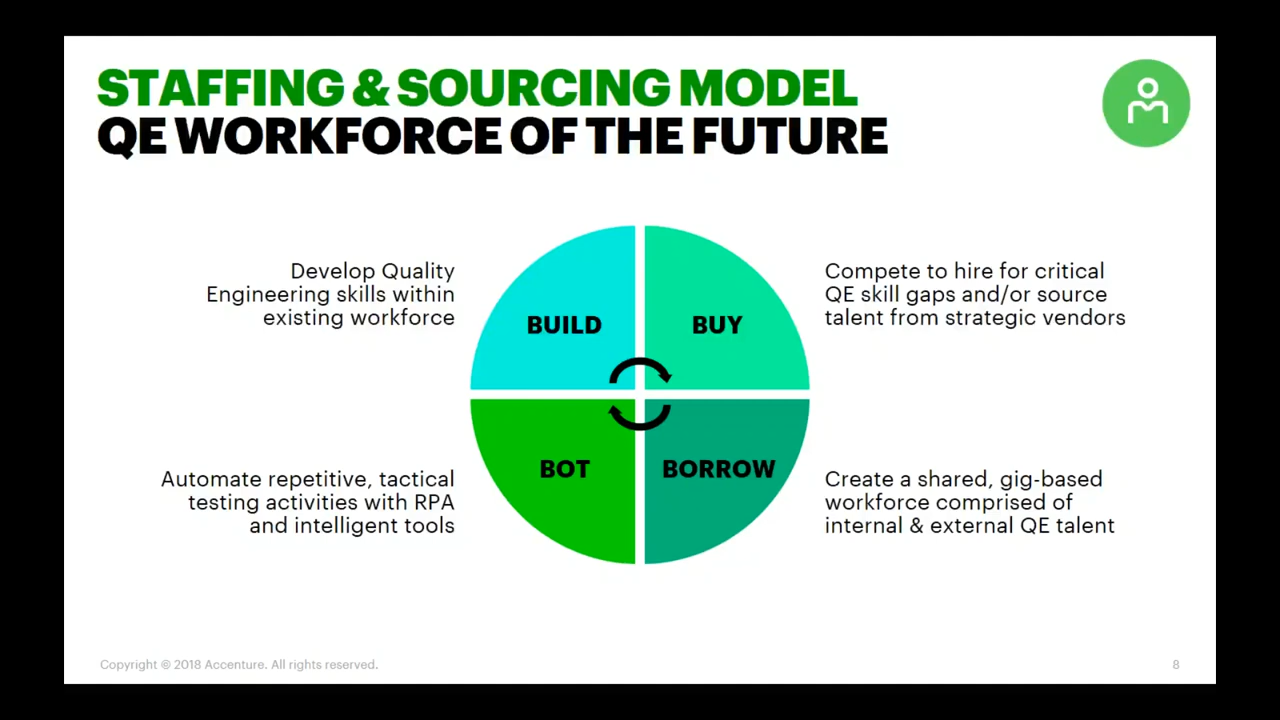 STAFFING & SOURCING MODEL
QE WORKFORCE OF THE FUTURE
Develop Quality
Engineering skills within
existing workforce
BUILD
BUY
Compete to hire for critical
QE skill gaps and/or source
talent from strategic vendors
Automate repetitive, tactical
testing activities with RPA
and intelligent tools
BOT
BORROW
Create a shared, gig-based
workforce comprised of
internal & external QE talent
Copyright © 2018 Accenture. All rights reserved.
8